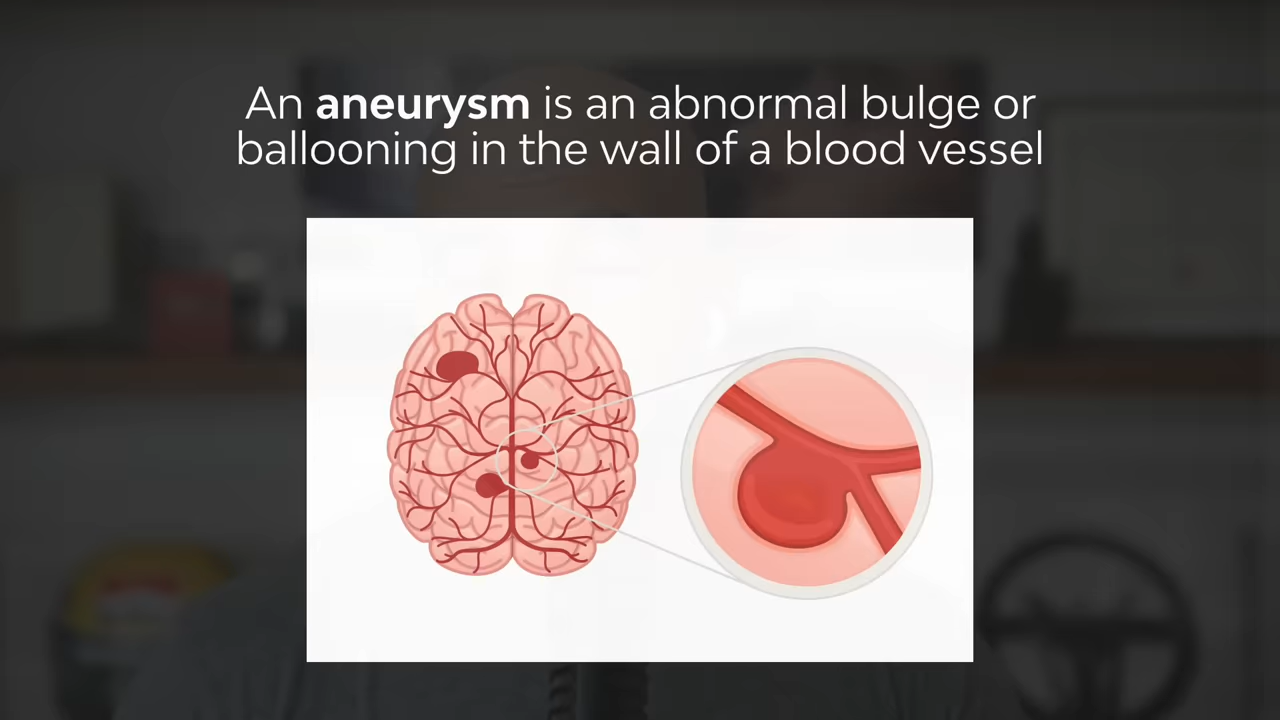 An aneurysm is an abnormal bulge or
ballooning in the wall of a blood vessel